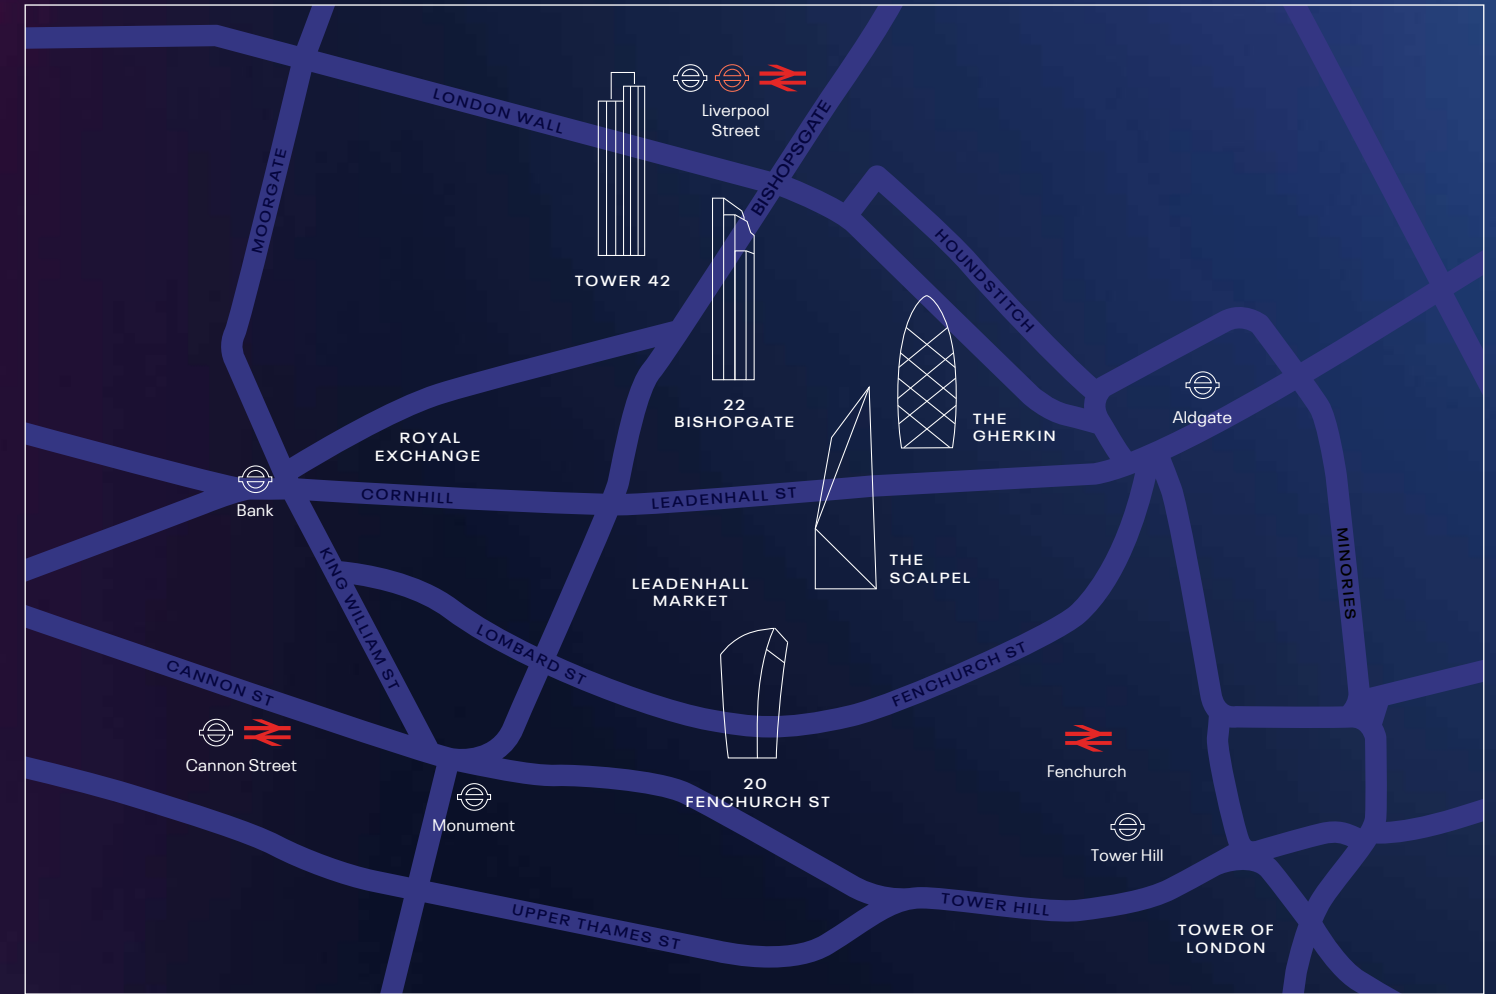 LONDON WALL
Liverpool
Street
BISHOPSGATE
MOORGATE
TOWER 42
HOUNDSTITCH
22
BISHOPGATE
THE
GHERKIN
Aldgate
ROYAL
EXCHANGE
Bank
CORNHILL
LEADENHALL ST
KING WILLIAM ST
THE
SCALPEL
MINORIES
LEADENHALL
MARKET
LOMBARD ST
FENCHURCH ST
CANNON ST
Cannon Street
20
FENCHURCH ST
Fenchurch
Monument
Tower Hill
TOWER HILL
UPPER THAMES ST
TOWER OF
LONDON